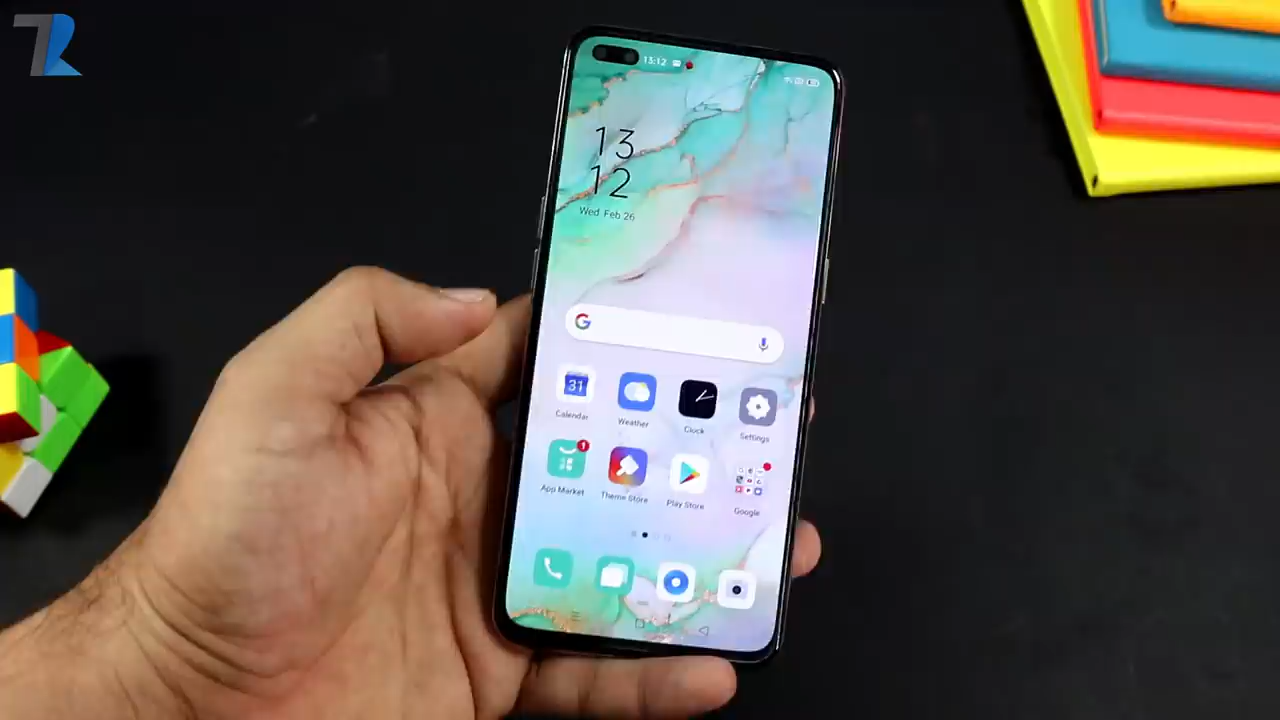 13:12
13
12
Wed Feb 26
G
31
Calendar
Weather
Clock
Settings
1
App Market
Theme Store
Play Store
Google